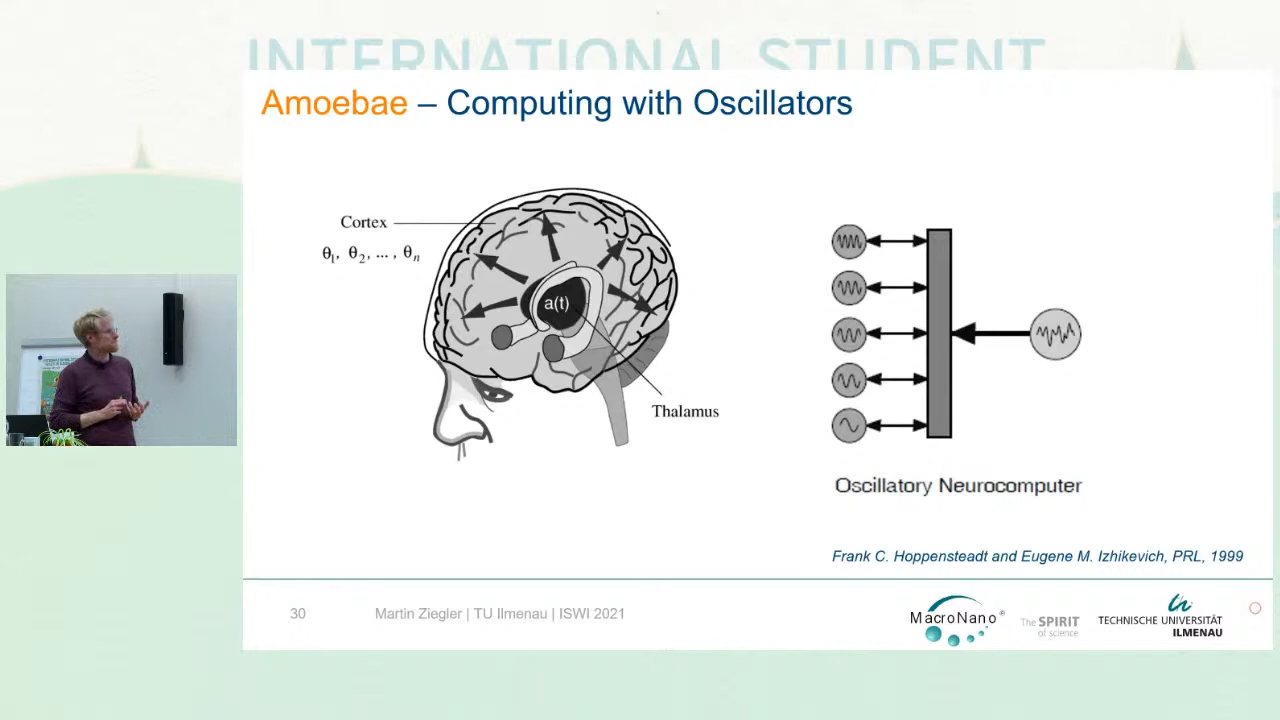 INTERNATIONAL STUDENT
Amoebae – Computing with Oscillators
Cortex
θ1, θ2, ... , θn
a(t)
Thalamus
Oscillatory Neurocomputer
Frank C. Hoppensteadt and Eugene M. Izhikevich, PRL, 1999
30
Martin Ziegler | TU Ilmenau | ISWI 2021
MacroNano®
The SPIRIT
of science
TECHNISCHE UNIVERSITÄT
ILMENAU